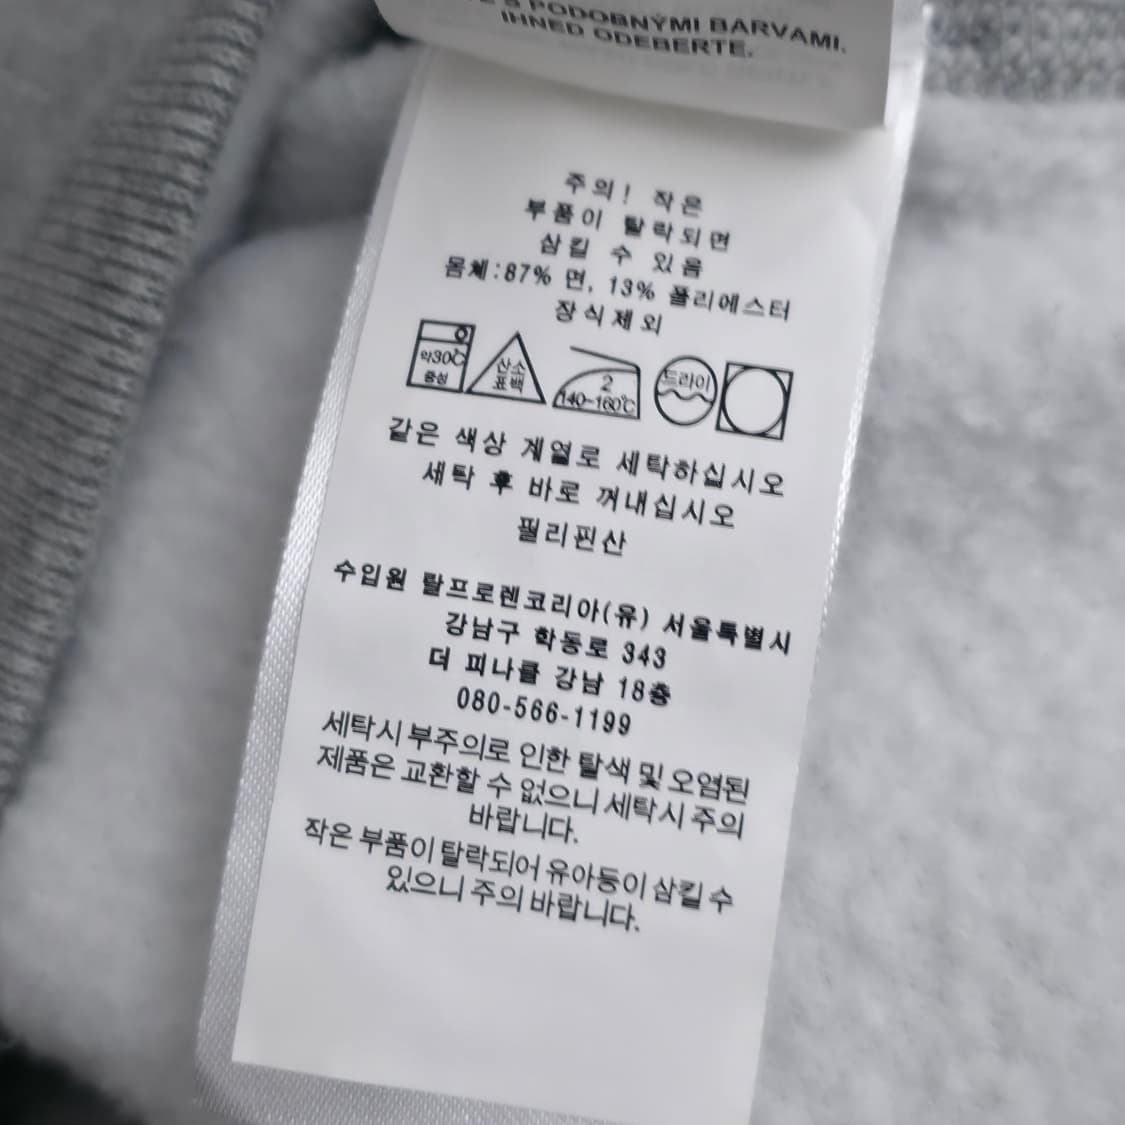 S PODOBNÝMI BARVAMI.
IHNED ODEBERTE.
주의! 작은
부품이 탈락되면
삼킬 수 있음
몸체:87% 면, 13% 폴리에스터
장식제외
약30℃
중성
산소
표백
2
140~160℃
드라이
같은 색상 계열로 세탁하십시오
세탁 후 바로 꺼내십시오
필리핀산
수입원 랄프로렌코리아(유) 서울특별시
강남구 학동로 343
더 피나클 강남 18층
080-566-1199
세탁시 부주의로 인한 탈색 및 오염된
제품은 교환할 수 없으니 세탁시 주의
바랍니다.
작은 부품이 탈락되어 유아등이 삼킬 수
있으니 주의 바랍니다.